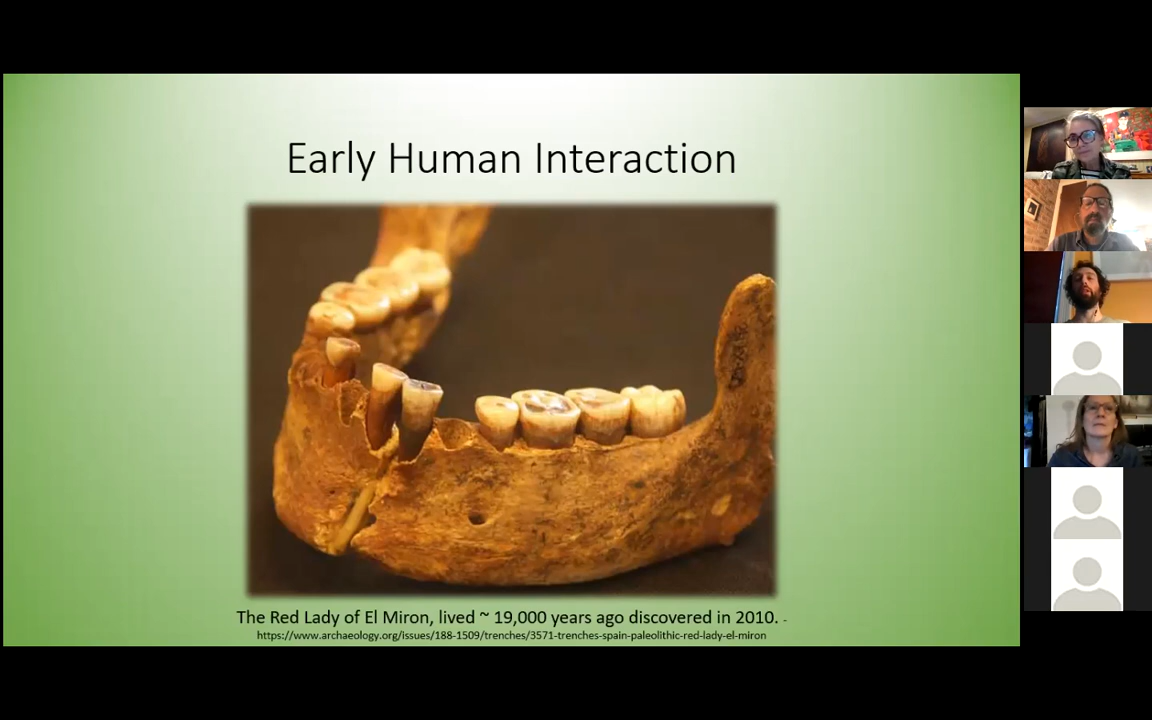 Early Human Interaction
The Red Lady of El Miron, lived ~ 19,000 years ago discovered in 2010. -
https://www.archaeology.org/issues/188-1509/trenches/3571-trenches-spain-paleolithic-red-lady-el-miron